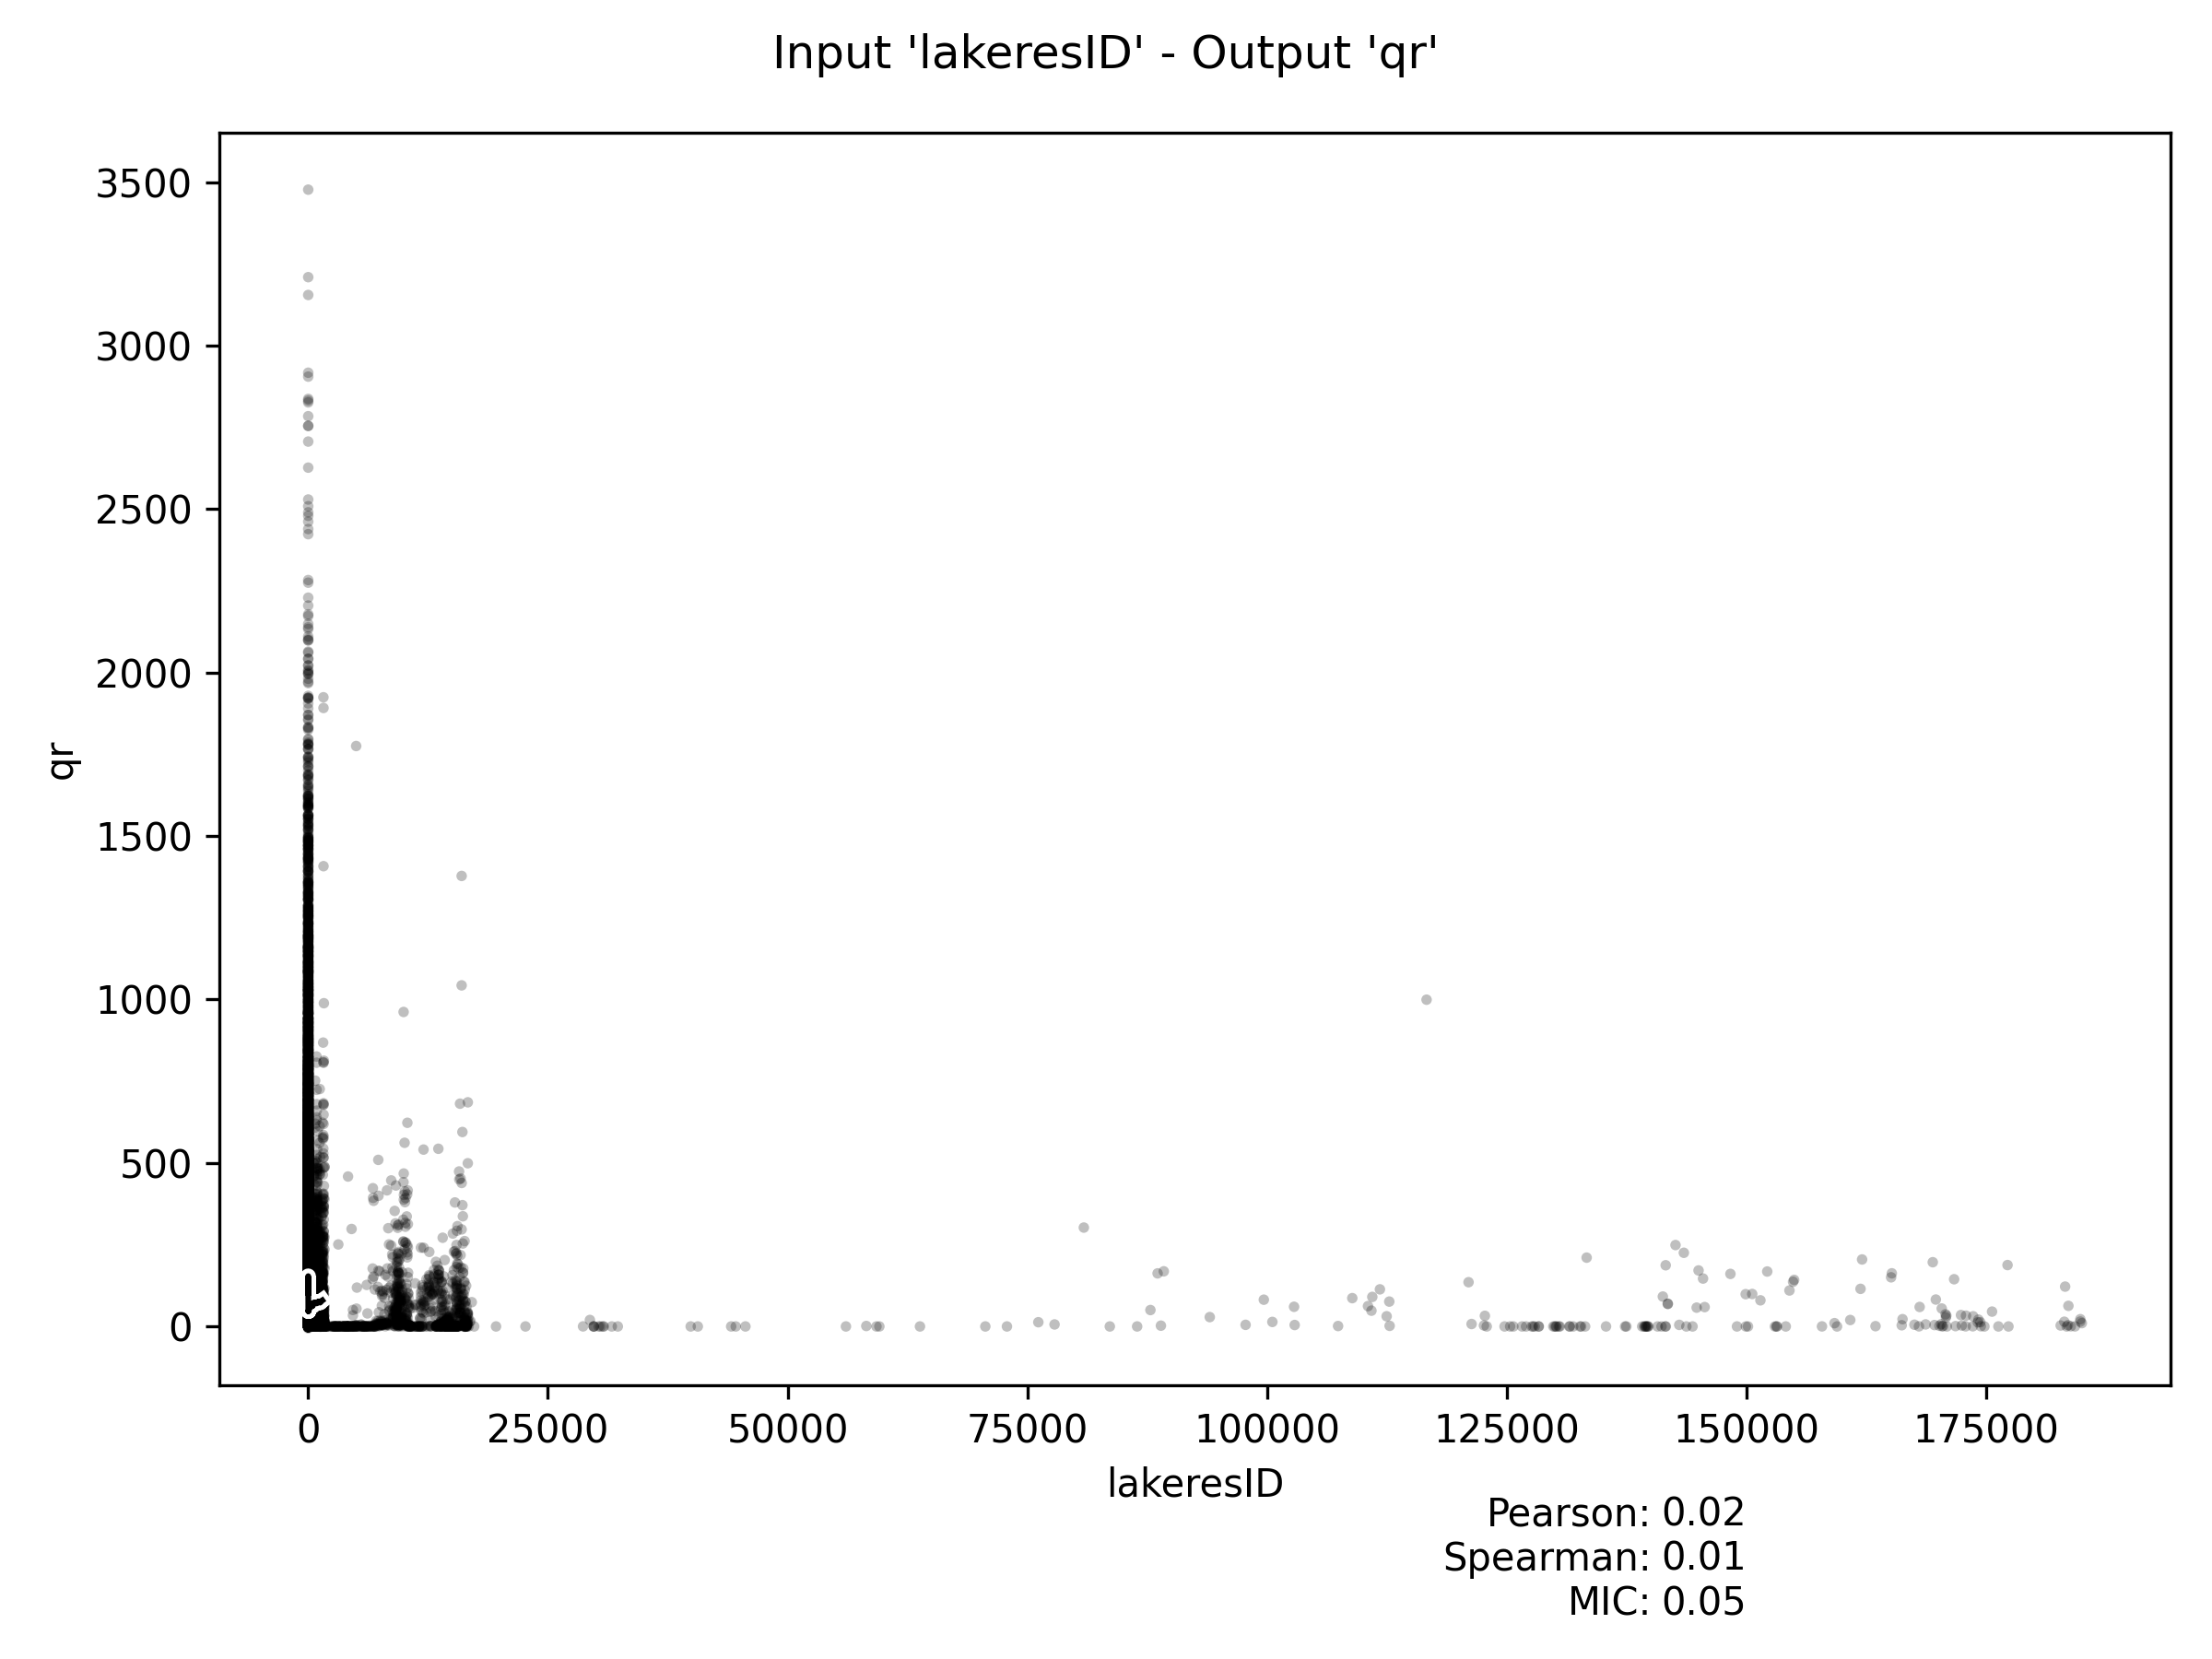 Input 'lakeresID' - Output 'qr'
3500
3000
2500
2000
1500
1000
500
0
qr
0 25000 50000 75000 100000 125000 150000 175000
lakeresID
Pearson: 0.02
Spearman: 0.01
MIC: 0.05